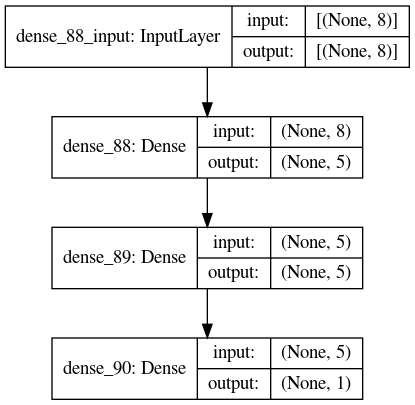 dense_88_input: InputLayer
input: [(None, 8)]
output: [(None, 8)]
dense_88: Dense
input: (None, 8)
output: (None, 5)
dense_89: Dense
input: (None, 5)
output: (None, 5)
dense_90: Dense
input: (None, 5)
output: (None, 1)